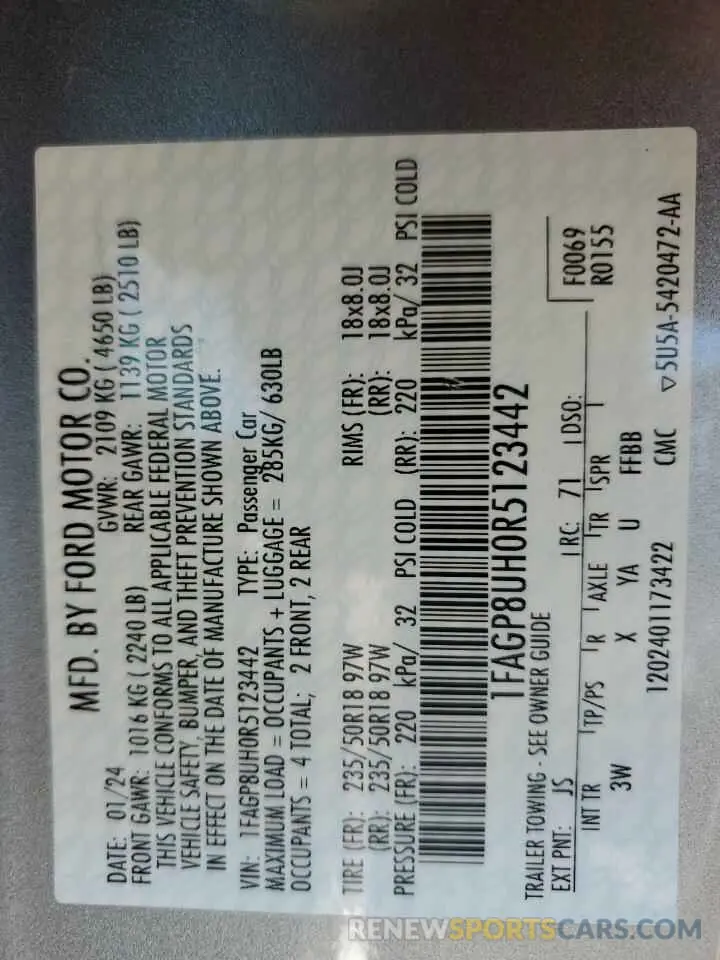 MFD. BY FORD MOTOR CO.
DATE: 01/24 GVWR: 2109 KG ( 4650 LB)
FRONT GAWR: 1016 KG ( 2240 LB) REAR GAWR: 1139 KG ( 2510 LB)
THIS VEHICLE CONFORMS TO ALL APPLICABLE FEDERAL MOTOR
VEHICLE SAFETY, BUMPER, AND THEFT PREVENTION STANDARDS
IN EFFECT ON THE DATE OF MANUFACTURE SHOWN ABOVE.
VIN: 1FAGP8UH0R5123442 TYPE: Passenger Car
MAXIMUM LOAD = OCCUPANTS + LUGGAGE = 285KG/ 630LB
OCCUPANTS = 4 TOTAL; 2 FRONT, 2 REAR
TIRE (FR): 235/50R18 97W RIMS (FR): 18x8.0J
(RR): 235/50R18 97W (RR): 18x8.0J
PRESSURE (FR): 220 kPa/ 32 PSI COLD (RR): 220 kPa/ 32 PSI COLD
1FAGP8UH0R5123442
TRAILER TOWING - SEE OWNER GUIDE
F0069
EXT PNT: JS RC: 71 DSO: R0155
INT TR TP/PS R AXLE TR SPR
3W X YA U FFBB
1202401173422 CMC ▽5U5A-5420472-AA
RENEWSPORTSCARS.COM